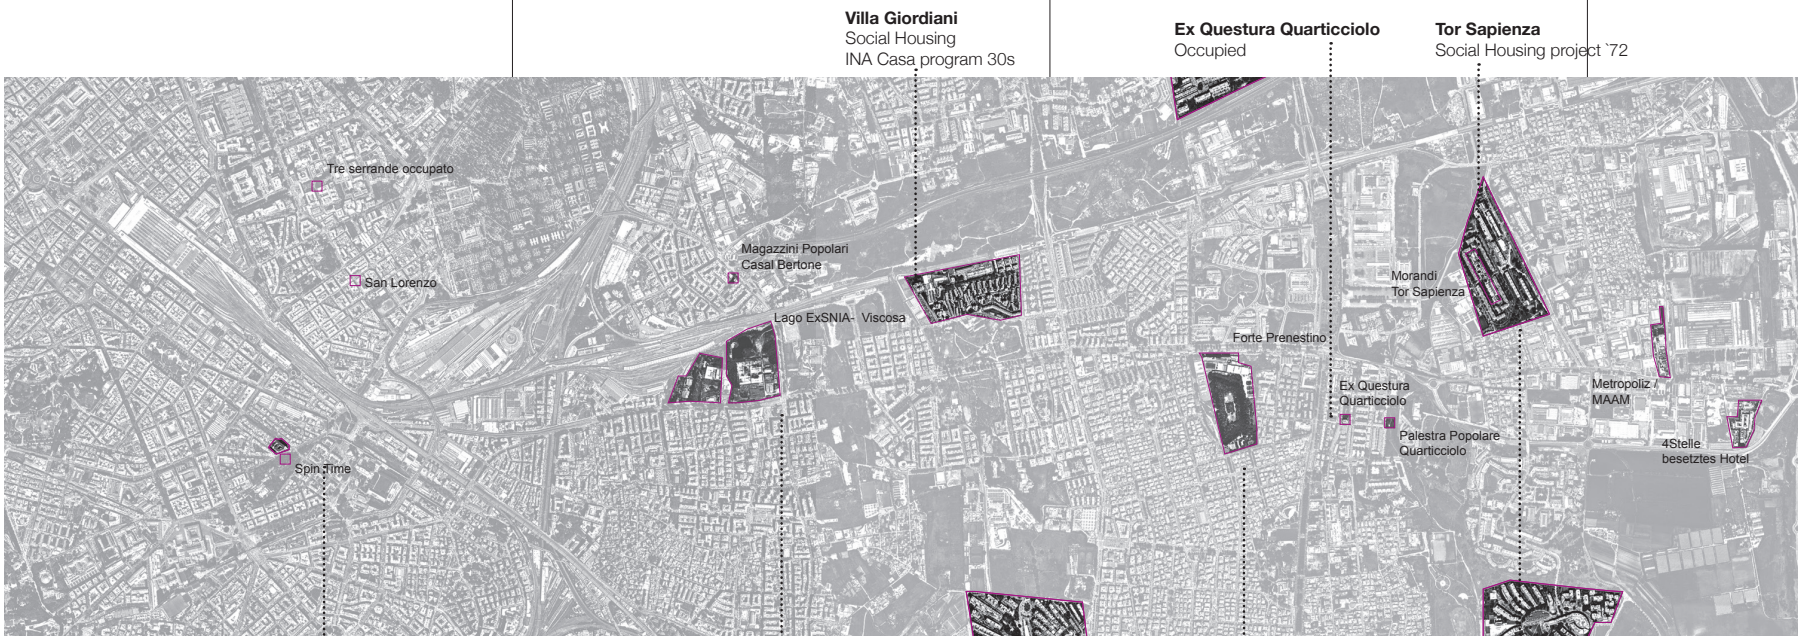 Villa Giordiani
Social Housing
INA Casa program 30s
Ex Questura Quarticciolo
Occupied
Tor Sapienza
Social Housing project `72
Tre serrande occupato
San Lorenzo
Magazzini Popolari
Casal Bertone
Lago ExSNIA- Viscosa
Morandi
Tor Sapienza
Forte Prenestino
Ex Questura
Quarticciolo
Palestra Popolare
Quarticciolo
Metropoliz /
MAAM
4Stelle
besetztes Hotel
Spin Time